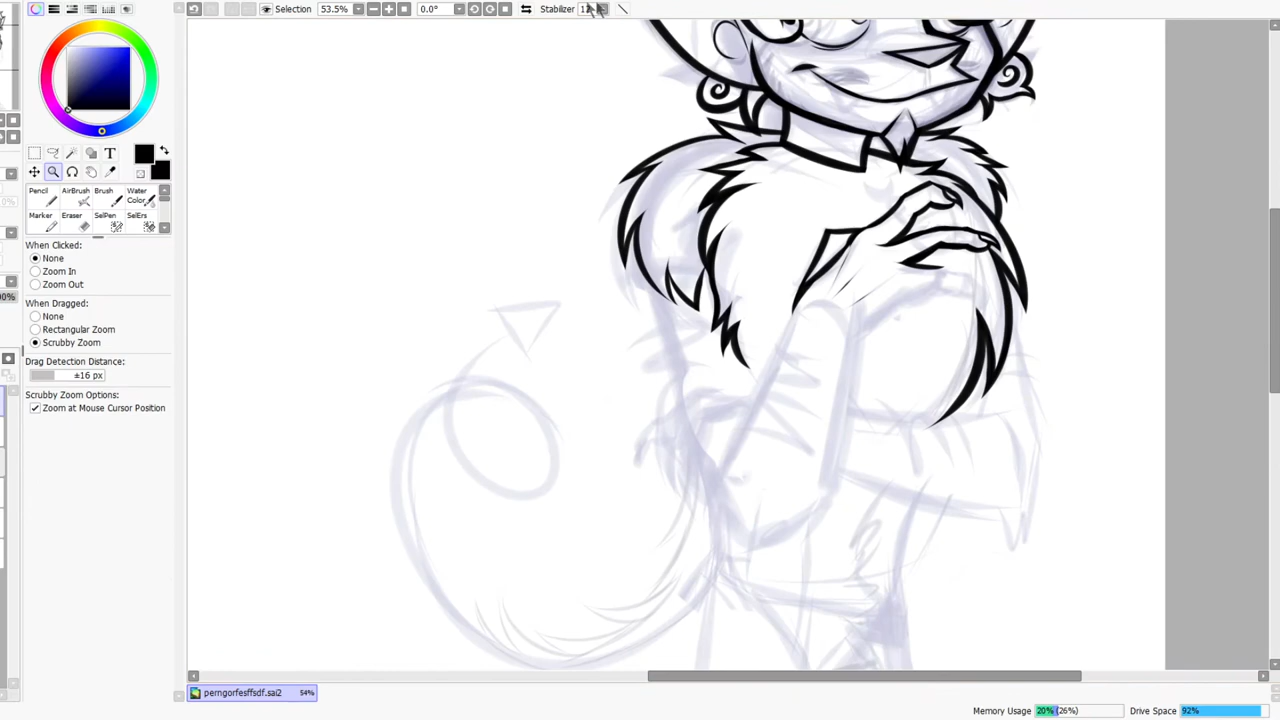 Selection 53.5% 0.0° Stabilizer
T
Pencil AirBrush Brush Water Color
Marker Eraser SelPen SelErs
When Clicked:
None
Zoom In
Zoom Out
When Dragged:
None
Rectangular Zoom
Scrubby Zoom
Drag Detection Distance:
±16 px
Scrubby Zoom Options:
Zoom at Mouse Cursor Position
perngorfesffsdf.sai2 54%
Memory Usage 20% (26%) Drive Space 92%